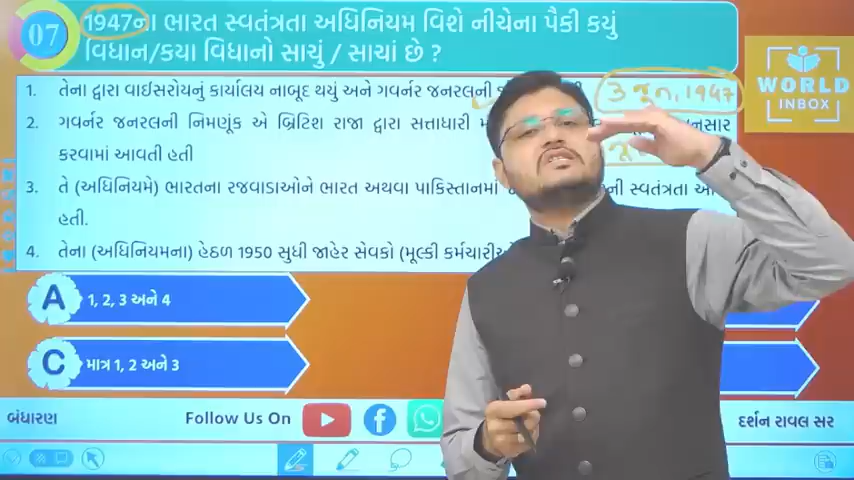 07
1947ના ભારત સ્વતંત્રતા અધિનિયમ વિશે નીચેના પૈકી કયું
વિધાન/કયા વિધાનો સાચું / સાચાં છે ?
WORLD
INBOX
1. તેના દ્વારા વાઈસરોયનું કાર્યાલય નાબૂદ થયું અને ગવર્નર જનરલની
3 જૂન, 1947
2. ગવર્નર જનરલની નિમણૂંક એ બ્રિટિશ રાજા દ્વારા સત્તાધારી
કરવામાં આવતી હતી
3. તે (અધિનિયમે) ભારતના રજવાડાઓને ભારત અથવા પાકિસ્તાનમાં સ્વતંત્રતા
હતી.
4. તેના (અધિનિયમના) હેઠળ 1950 સુધી જાહેર સેવકો (મૂલ્કી
A 1, 2, 3 અને 4
C માત્ર 1, 2 અને 3
બંધારણ Follow Us On દર્શન રાવલ સર